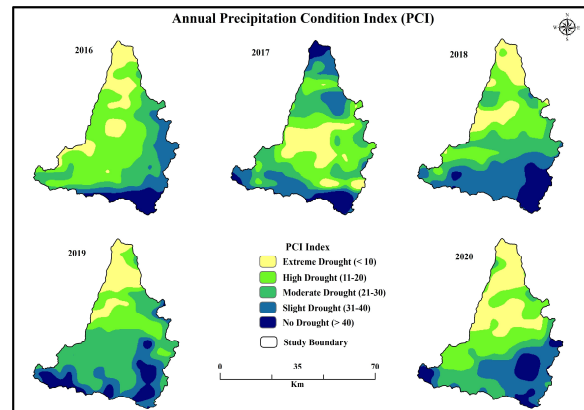 Annual Precipitation Condition Index (PCI)
N
W E
S
2016
2017
2018
2019
2020
PCI Index
Extreme Drought (< 10)
High Drought (11-20)
Moderate Drought (21-30)
Slight Drought (31-40)
No Drought (> 40)
Study Boundary
0 35 70
Km